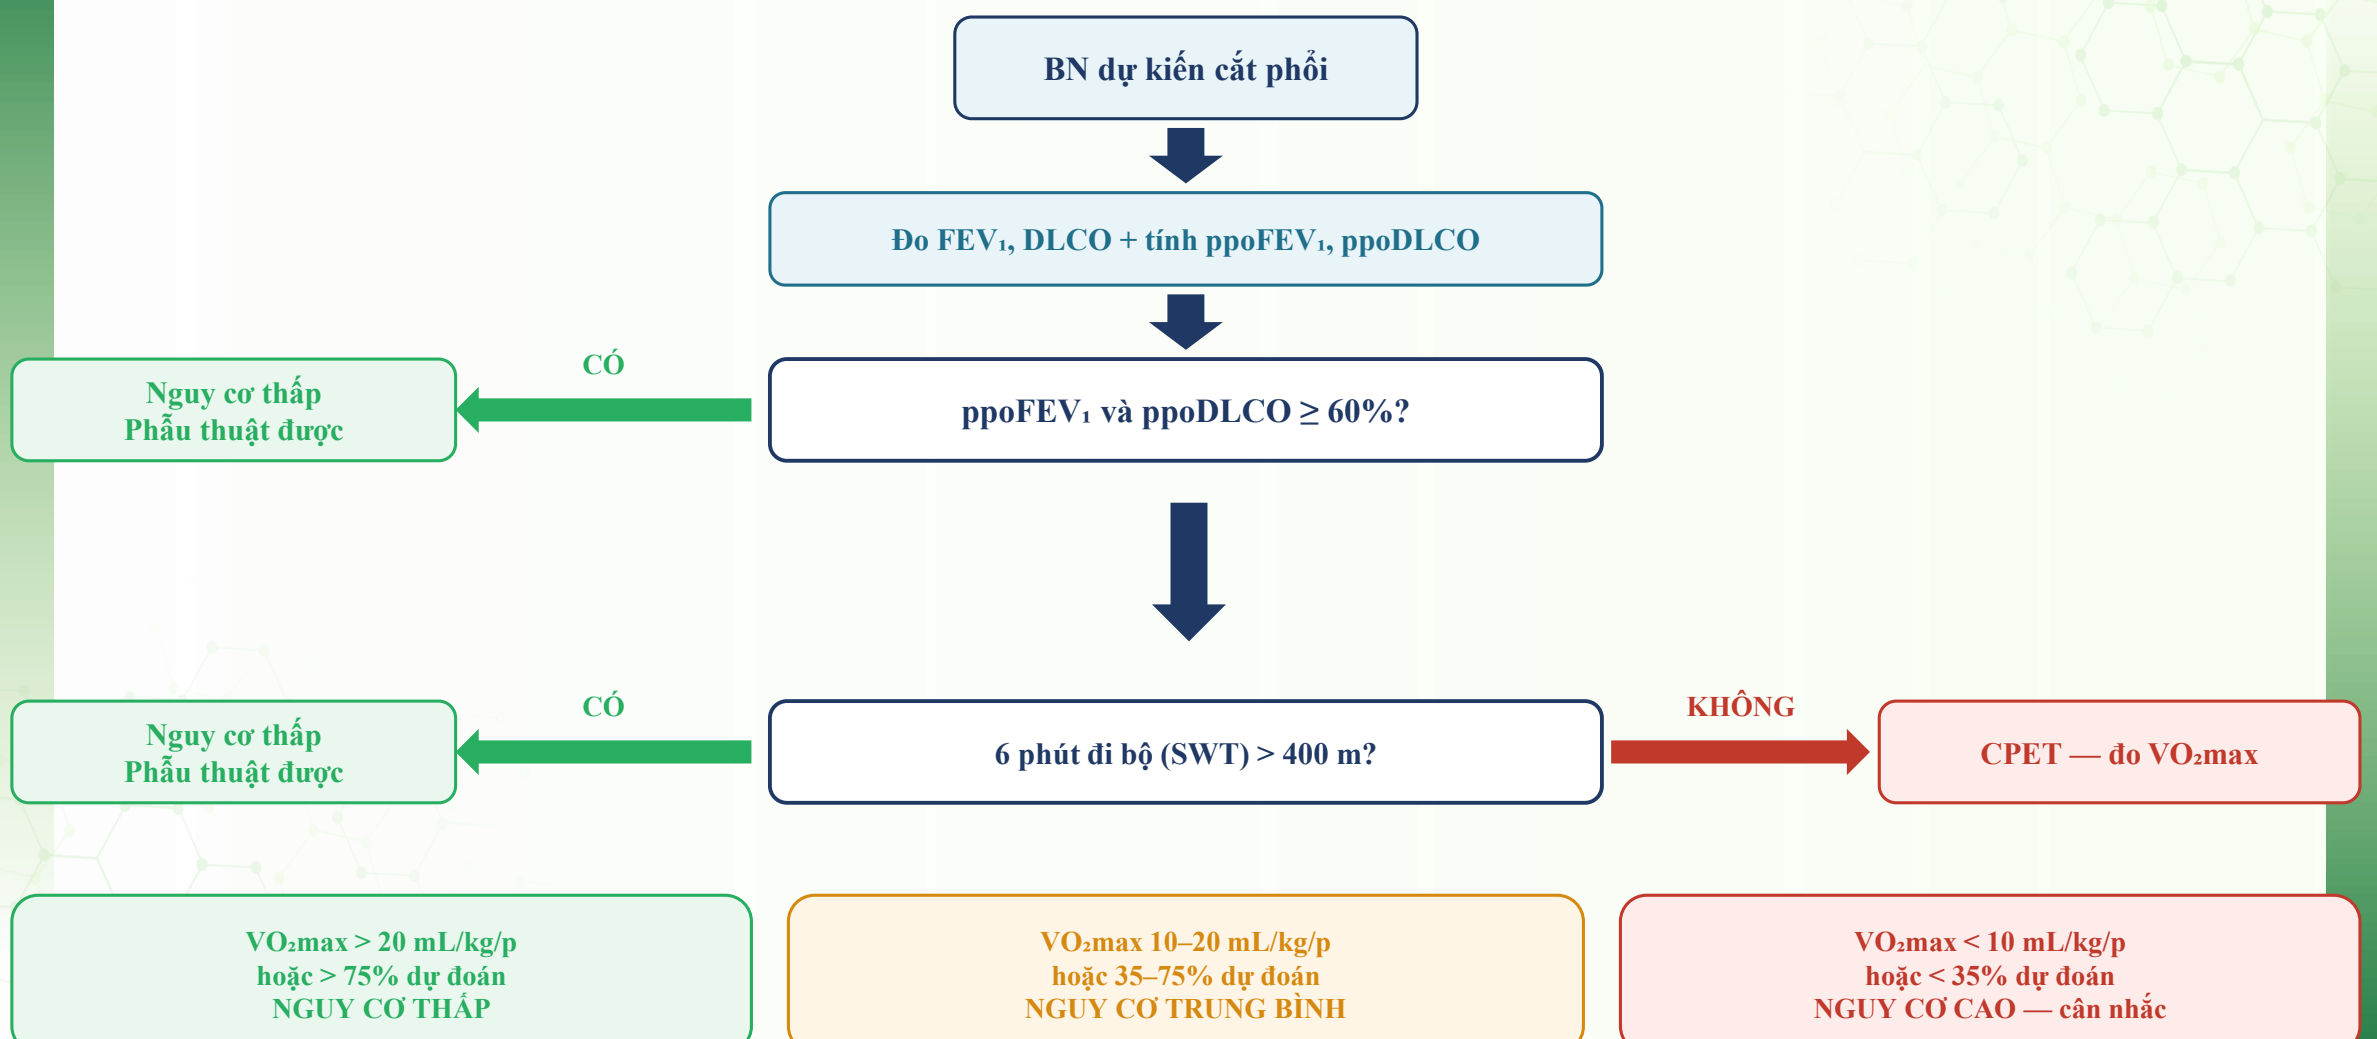 BN dự kiến cắt phổi
Đo FEV₁, DLCO + tính ppoFEV₁, ppoDLCO
CÓ
Nguy cơ thấp
Phẫu thuật được
ppoFEV₁ và ppoDLCO ≥ 60%?
CÓ
KHÔNG
Nguy cơ thấp
Phẫu thuật được
6 phút đi bộ (SWT) > 400 m?
CPET — đo VO₂max
VO₂max > 20 mL/kg/p
hoặc > 75% dự đoán
NGUY CƠ THẤP
VO₂max 10–20 mL/kg/p
hoặc 35–75% dự đoán
NGUY CƠ TRUNG BÌNH
VO₂max < 10 mL/kg/p
hoặc < 35% dự đoán
NGUY CƠ CAO — cân nhắc